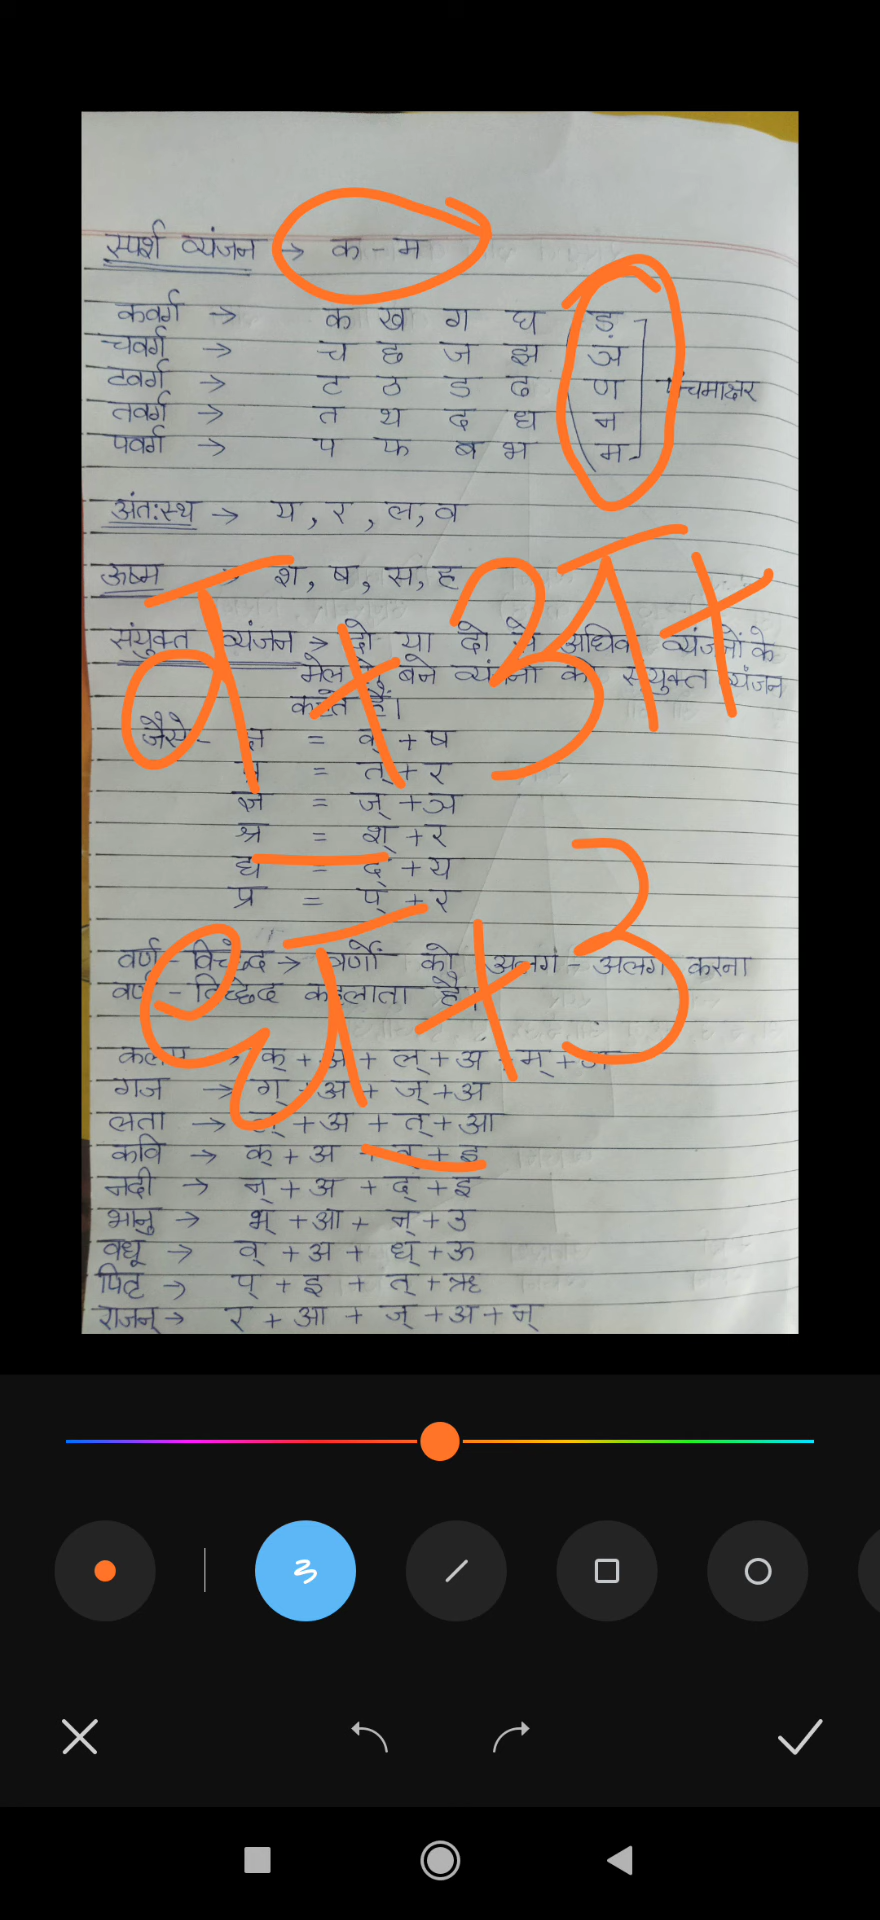 स्पर्श व्यंजन → क - म
कवर्ग → क ख ग घ ङ
चवर्ग → च छ ज झ ञ
टवर्ग → ट ठ ड ढ ण पंचमाक्षर
तवर्ग → त थ द ध न
पवर्ग → प फ ब भ म
अंतःस्थ → य, र, ल, व
ऊष्म → श, ष, स, ह
संयुक्त व्यंजन → दो या दो से अधिक व्यंजनों के
मेल से बने व्यंजनों को संयुक्त व्यंजन
कहते हैं।
जैसे- क्ष = क् + ष
= त् + र
ज्ञ = ज् + ञ
श्र = श् + र
द्य = द् + य
प्र = प् + र
वर्ण - विच्छेद → वर्णों को अलग - अलग करना
वर्ण - विच्छेद कहलाता है।
→ क् + अ + ल् + अ + म् + अ
गज → ग् + अ + ज् + अ
लता → ल् + अ + त् + आ
कवि → क् + अ + व् + इ
नदी → न् + अ + द् + इ
भानु → भ् + आ + न् + उ
वधू → व् + अ + ध् + ऊ
पितृ → प् + इ + त् + ऋ
राजन् → र + आ + ज् + अ + न्